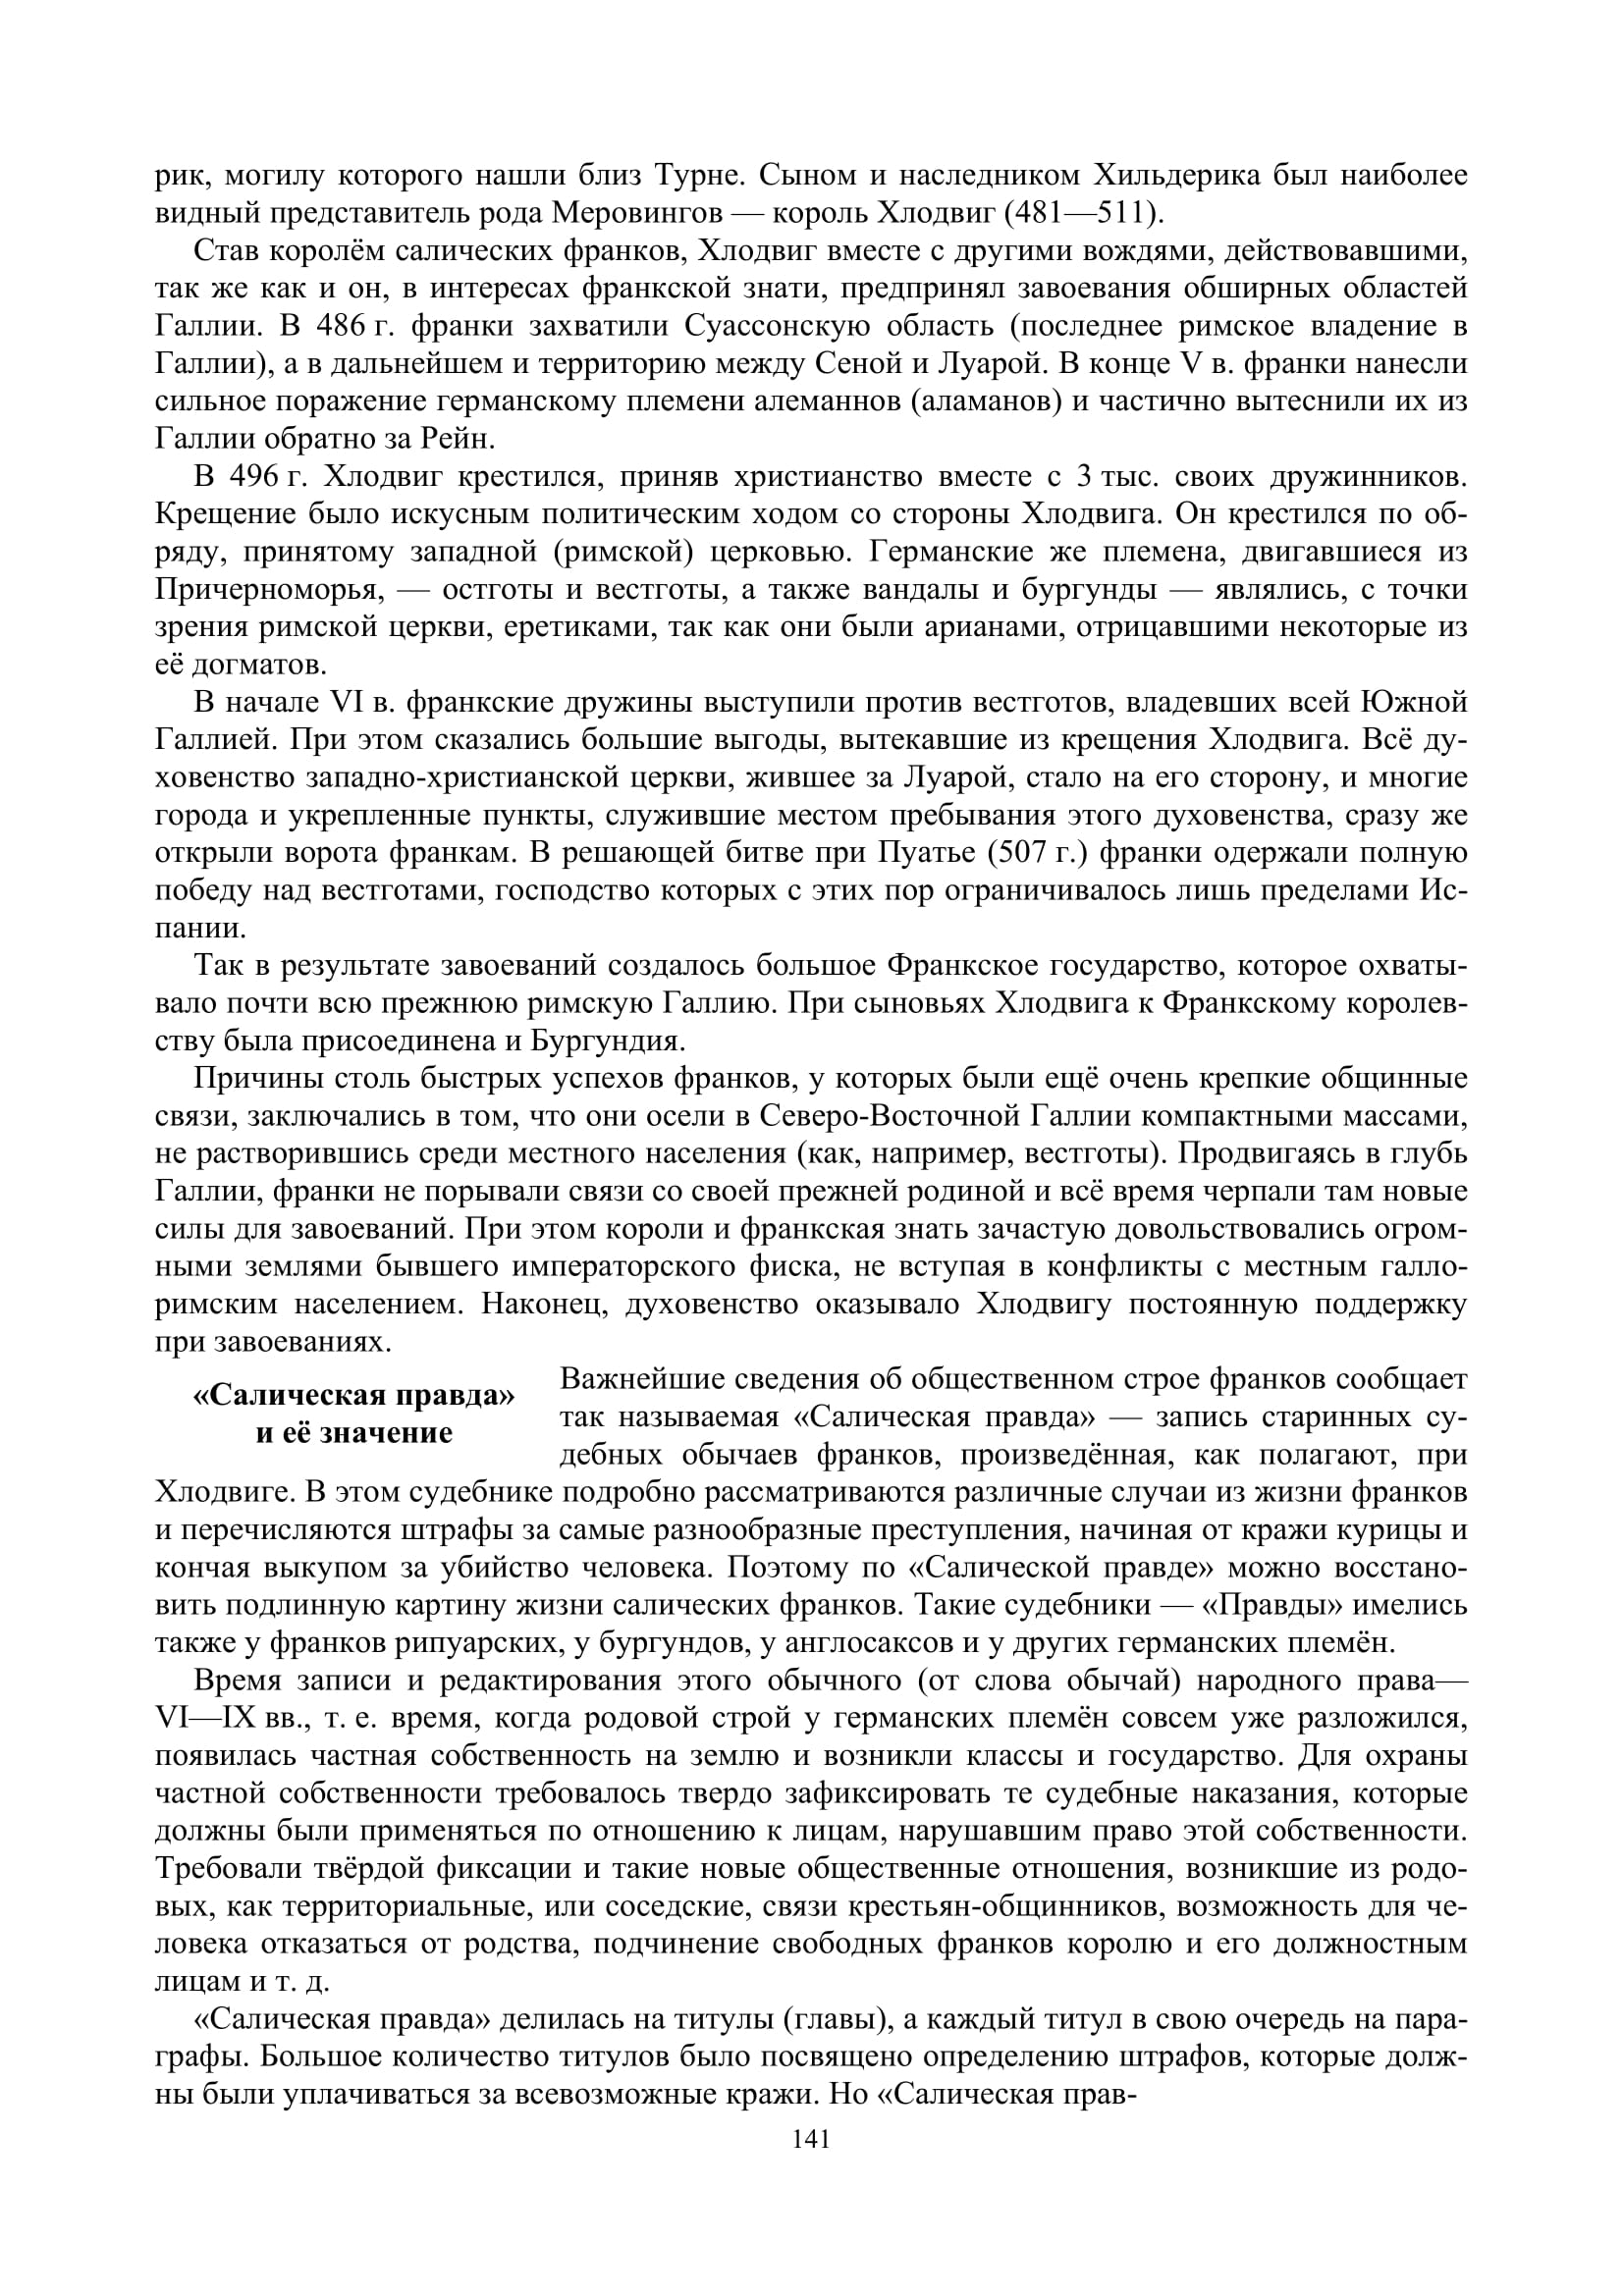 рик, могилу которого нашли близ Турне. Сыном и наследником Хильдерика был наиболее
видный представитель рода Меровингов — король Хлодвиг (481—511).
Став королём салических франков, Хлодвиг вместе с другими вождями, действовавшими,
так же как и он, в интересах франкской знати, предпринял завоевания обширных областей
Галлии. В 486 г. франки захватили Суассонскую область (последнее римское владение в
Галлии), а в дальнейшем и территорию между Сеной и Луарой. В конце V в. франки нанесли
сильное поражение германскому племени алеманнов (аламанов) и частично вытеснили их из
Галлии обратно за Рейн.
В 496 г. Хлодвиг крестился, приняв христианство вместе с 3 тыс. своих дружинников.
Крещение было искусным политическим ходом со стороны Хлодвига. Он крестился по об-
ряду, принятому западной (римской) церковью. Германские же племена, двигавшиеся из
Причерноморья, — остготы и вестготы, а также вандалы и бургунды — являлись, с точки
зрения римской церкви, еретиками, так как они были арианами, отрицавшими некоторые из
её догматов.
В начале VI в. франкские дружины выступили против вестготов, владевших всей Южной
Галлией. При этом сказались большие выгоды, вытекавшие из крещения Хлодвига. Всё ду-
ховенство западно-христианской церкви, жившее за Луарой, стало на его сторону, и многие
города и укрепленные пункты, служившие местом пребывания этого духовенства, сразу же
открыли ворота франкам. В решающей битве при Пуатье (507 г.) франки одержали полную
победу над вестготами, господство которых с этих пор ограничивалось лишь пределами Ис-
пании.
Так в результате завоеваний создалось большое Франкское государство, которое охваты-
вало почти всю прежнюю римскую Галлию. При сыновьях Хлодвига к Франкскому королев-
ству была присоединена и Бургундия.
Причины столь быстрых успехов франков, у которых были ещё очень крепкие общинные
связи, заключались в том, что они осели в Северо-Восточной Галлии компактными массами,
не растворившись среди местного населения (как, например, вестготы). Продвигаясь в глубь
Галлии, франки не порывали связи со своей прежней родиной и всё время черпали там новые
силы для завоеваний. При этом короли и франкская знать зачастую довольствовались огром-
ными землями бывшего императорского фиска, не вступая в конфликты с местным галло-
римским населением. Наконец, духовенство оказывало Хлодвигу постоянную поддержку
при завоеваниях.
«Салическая правда»
и её значение
Важнейшие сведения об общественном строе франков сообщает
так называемая «Салическая правда» — запись старинных су-
дебных обычаев франков, произведённая, как полагают, при
Хлодвиге. В этом судебнике подробно рассматриваются различные случаи из жизни франков
и перечисляются штрафы за самые разнообразные преступления, начиная от кражи курицы и
кончая выкупом за убийство человека. Поэтому по «Салической правде» можно восстано-
вить подлинную картину жизни салических франков. Такие судебники — «Правды» имелись
также у франков рипуарских, у бургундов, у англосаксов и у других германских племён.
Время записи и редактирования этого обычного (от слова обычай) народного права—
VI—IX вв., т. е. время, когда родовой строй у германских племён совсем уже разложился,
появилась частная собственность на землю и возникли классы и государство. Для охраны
частной собственности требовалось твердо зафиксировать те судебные наказания, которые
должны были применяться по отношению к лицам, нарушавшим право этой собственности.
Требовали твёрдой фиксации и такие новые общественные отношения, возникшие из родо-
вых, как территориальные, или соседские, связи крестьян-общинников, возможность для че-
ловека отказаться от родства, подчинение свободных франков королю и его должностным
лицам и т. д.
«Салическая правда» делилась на титулы (главы), а каждый титул в свою очередь на пара-
графы. Большое количество титулов было посвящено определению штрафов, которые долж-
ны были уплачиваться за всевозможные кражи. Но «Салическая прав-
141